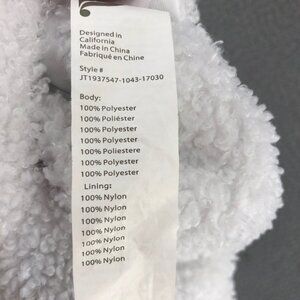 Designed in
California
Made in China
Fabriqué en Chine
Style #
JT1937547-1043-17030
Body:
100% Polyester
100% Poliéster
100% Polyester
100% Polyester
100% Poliestere
100% Polyester
100% Polyester
Lining:
100% Nylon
100% Nylon
100% Nylon
100% Nylon
100% Nylon
100% Nylon
100% Nylon